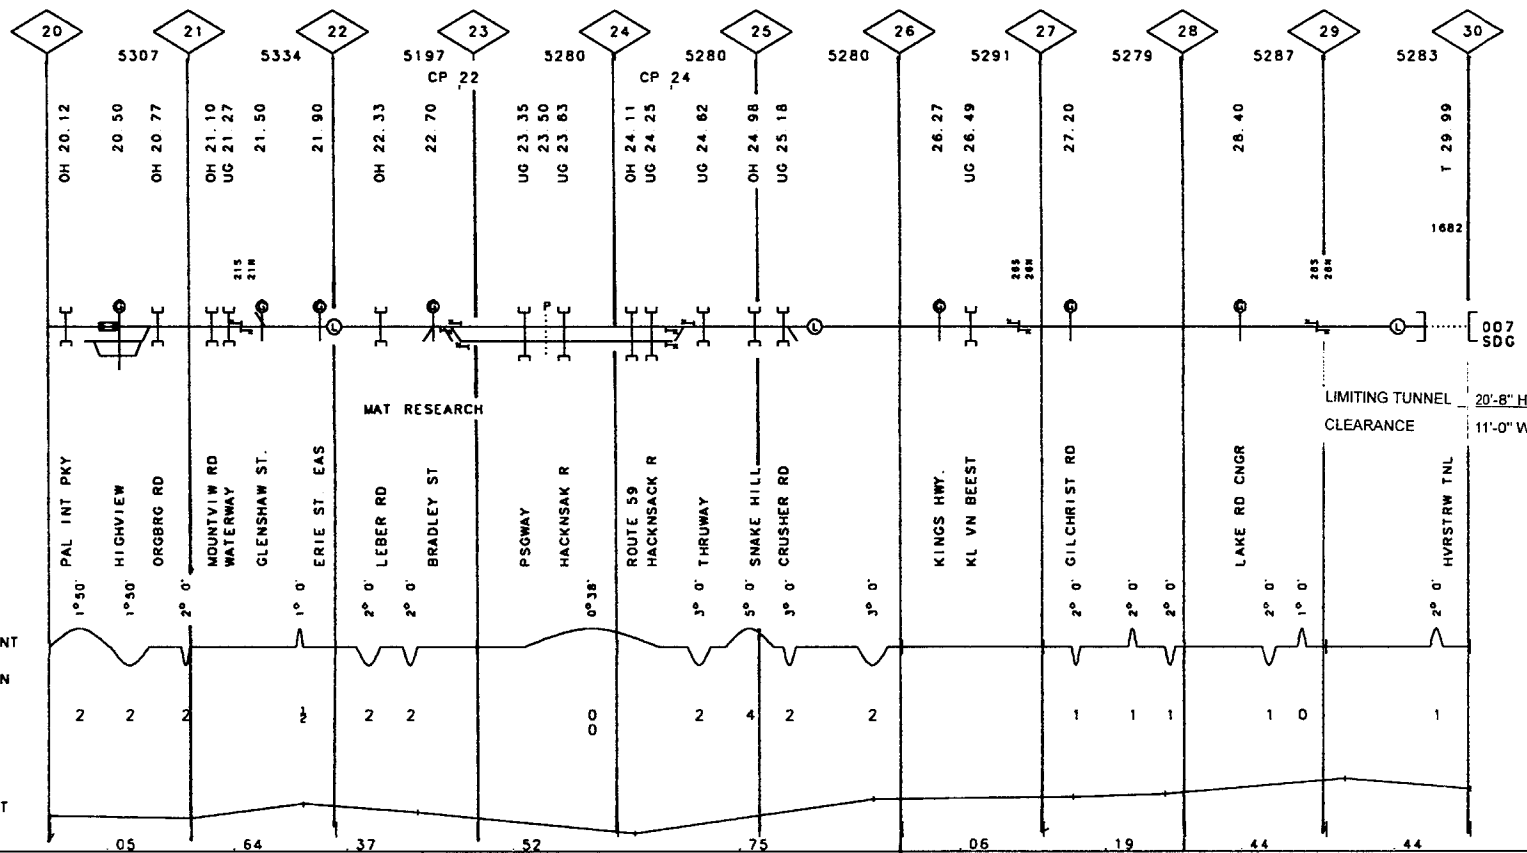 20 21 22 23 24 25 26 27 28 29 30
5307 5334 5197 5280 5280 5280 5291 5279 5287 5283
CP 22 CP 24
OH 20.12
20 50
OH 20.77
OH 21.10
UG 21.27
21.50
21.90
OH 22.33
22.70
UG 23.35
23.50
UG 23 63
OH 24.11
UG 24.25
UG 24.62
OH 24 98
UG 25 18
26.27
UG 26.49
27.20
28.40
T 29 99
1682
21S
21N
26S
26N
28S
28N
G G G G G G G
P
L L L
007
SDG
LIMITING TUNNEL 20'-8" H
CLEARANCE 11'-0" W
MAT RESEARCH
PAL INT PKY
HIGHVIEW
ORGBRG RD
MOUNTVIW RD
WATERWAY
GLENSHAW ST.
ERIE ST EAS
LEBER RD
BRADLEY ST
PSGWAY
HACKNSAK R
ROUTE 59
HACKNSACK R
THRUWAY
SNAKE HILL
CRUSHER RD
KINGS HWY.
KL VN BEEST
GILCHRIST RD
LAKE RD CNGR
HVRSTRW TNL
1°50' 1°50' 2° 0' 1° 0' 2° 0' 2° 0' 0°38' 3° 0' 5° 0' 3° 0' 3° 0' 2° 0' 2° 0' 2° 0' 2° 0' 1° 0' 2° 0'
NT
N
2 2 2 ½ 2 2 0 2 4 2 2 1 1 1 1 0 1
0
T
.05 .64 .37 .52 .75 .06 .19 .44 .44